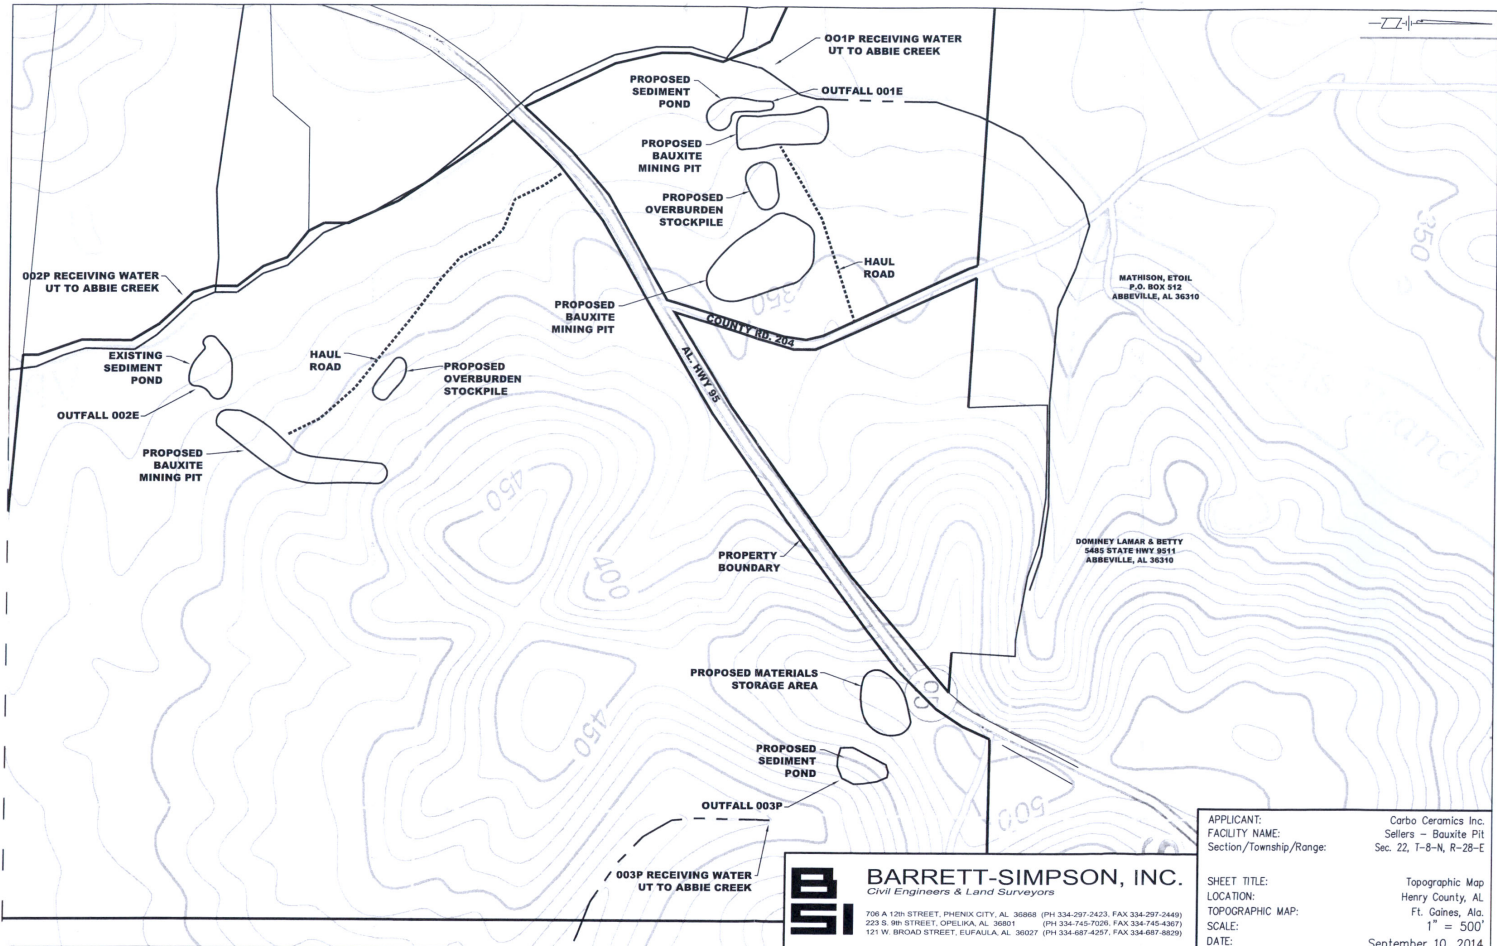 001P RECEIVING WATER
UT TO ABBIE CREEK
PROPOSED
SEDIMENT
POND
OUTFALL 001E
PROPOSED
BAUXITE
MINING PIT
PROPOSED
OVERBURDEN
STOCKPILE
HAUL
ROAD
350
002P RECEIVING WATER
UT TO ABBIE CREEK
MATHISON, ETOIL
P.O. BOX 512
ABBEVILLE, AL 36310
PROPOSED
BAUXITE
MINING PIT
350
COUNTY RD. 204
AL. HWY 95
EXISTING
SEDIMENT
POND
HAUL
ROAD
PROPOSED
OVERBURDEN
STOCKPILE
OUTFALL 002E
PROPOSED
BAUXITE
MINING PIT
450
400
PROPERTY
BOUNDARY
DOMINEY LAMAR & BETTY
5485 STATE HWY 9511
ABBEVILLE, AL 36310
PROPOSED MATERIALS
STORAGE AREA
95
450
PROPOSED
SEDIMENT
POND
OUTFALL 003P
500
003P RECEIVING WATER
UT TO ABBIE CREEK
BSI
BARRETT-SIMPSON, INC.
Civil Engineers & Land Surveyors
706 A 12th STREET, PHENIX CITY, AL 36868 (PH 334-297-2423, FAX 334-297-2449)
223 S. 9th STREET, OPELIKA, AL 36801 (PH 334-745-7026, FAX 334-745-4367)
121 W. BROAD STREET, EUFAULA, AL 36027 (PH 334-687-4257, FAX 334-687-8829)
APPLICANT: Carbo Ceramics Inc.
FACILITY NAME: Sellers - Bauxite Pit
Section/Township/Range: Sec. 22, T-8-N, R-28-E
SHEET TITLE: Topographic Map
LOCATION: Henry County, AL
TOPOGRAPHIC MAP: Ft. Gaines, Ala.
SCALE: 1" = 500'
DATE: September 10, 2014